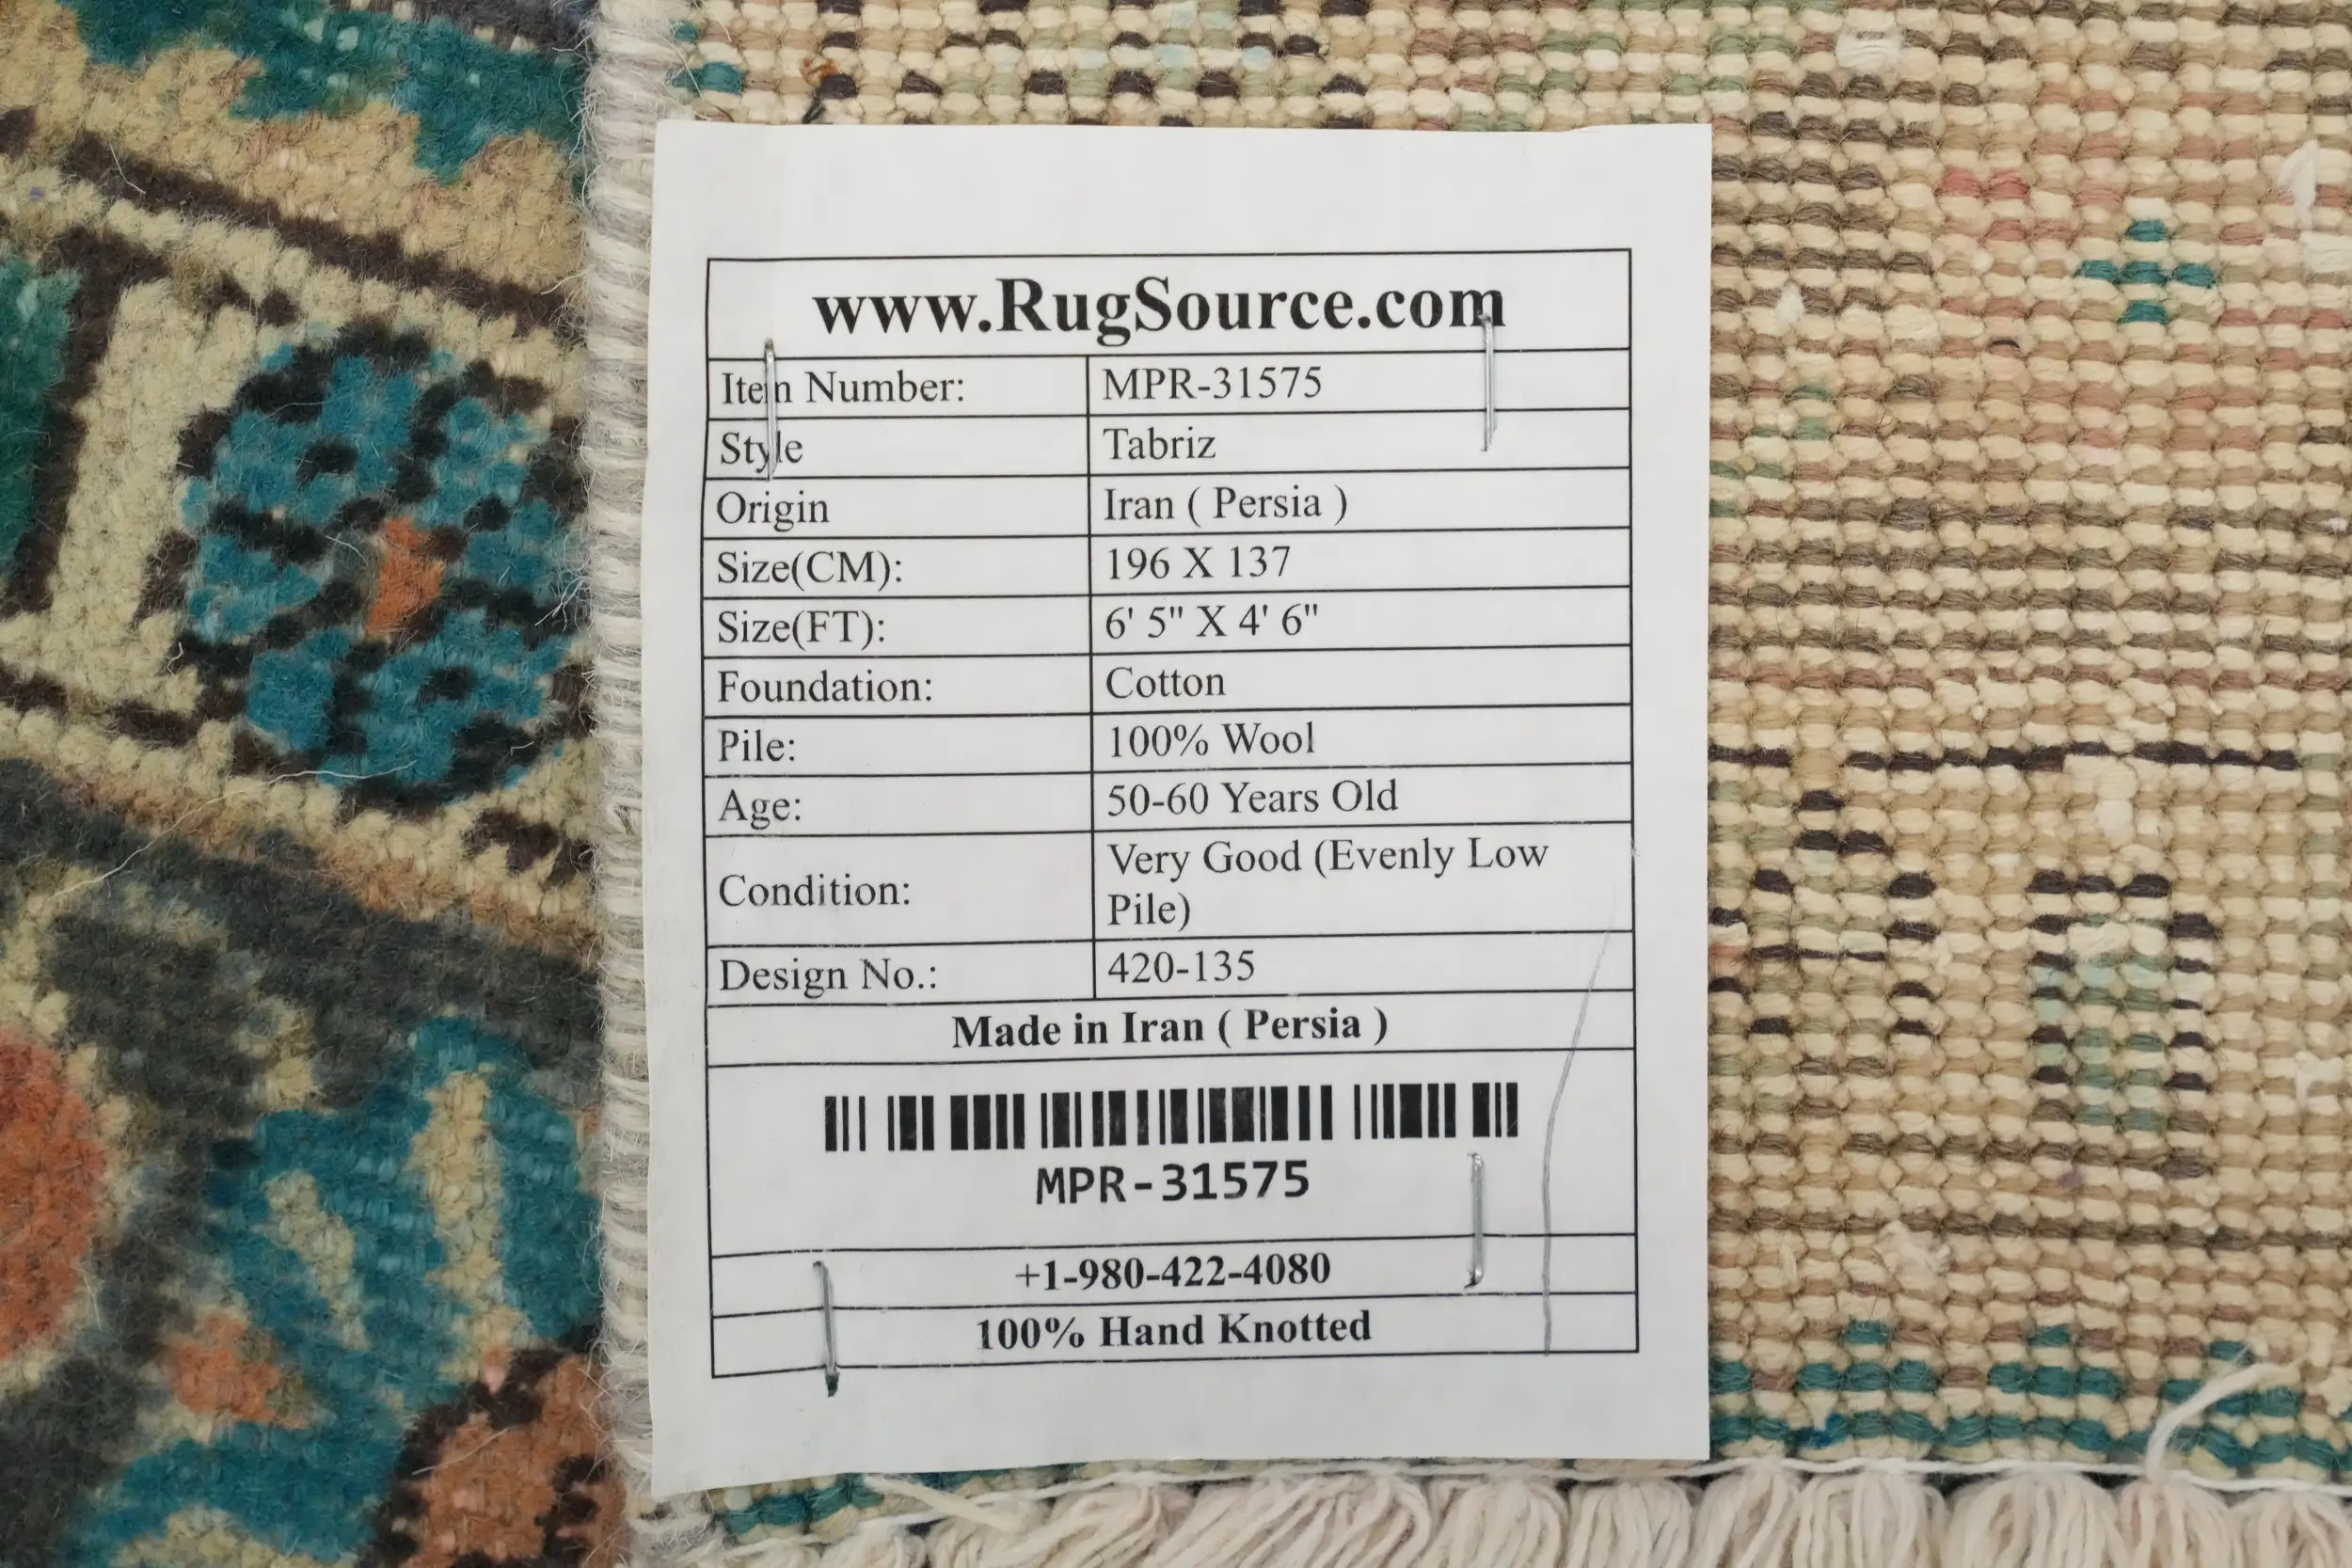 www.RugSource.com
Item Number: MPR-31575
Style Tabriz
Origin Iran ( Persia )
Size(CM): 196 X 137
Size(FT): 6' 5" X 4' 6"
Foundation: Cotton
Pile: 100% Wool
Age: 50-60 Years Old
Condition: Very Good (Evenly Low
Pile)
Design No.: 420-135
Made in Iran ( Persia )
MPR-31575
+1-980-422-4080
100% Hand Knotted